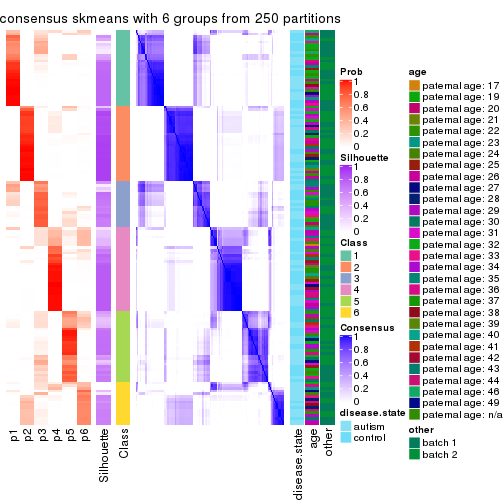 consensus skmeans with 6 groups from 250 partitions
Prob
1
0.8
0.6
0.4
0.2
0
Silhouette
1
0.8
0.6
0.4
0.2
0
Class
1
2
3
4
5
6
Consensus
1
0.8
0.6
0.4
0.2
0
disease.state
autism
control
age
paternal age: 17
paternal age: 19
paternal age: 20
paternal age: 21
paternal age: 22
paternal age: 23
paternal age: 24
paternal age: 25
paternal age: 26
paternal age: 27
paternal age: 28
paternal age: 29
paternal age: 30
paternal age: 31
paternal age: 32
paternal age: 33
paternal age: 34
paternal age: 35
paternal age: 36
paternal age: 37
paternal age: 38
paternal age: 39
paternal age: 40
paternal age: 41
paternal age: 42
paternal age: 43
paternal age: 44
paternal age: 46
paternal age: 49
paternal age: n/a
other
batch 1
batch 2
p1
p2
p3
p4
p5
p6
Silhouette
Class
disease.state
age
other